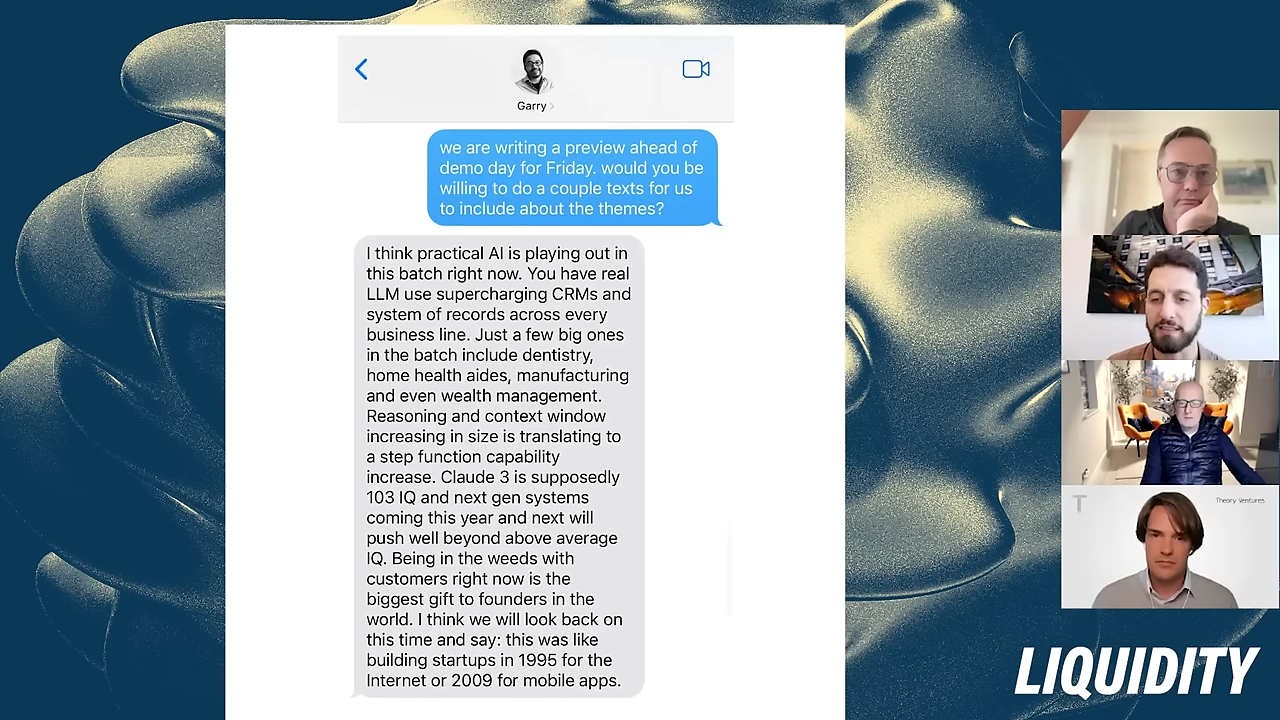 Garry
we are writing a preview ahead of
demo day for Friday. would you be
willing to do a couple texts for us
to include about the themes?
I think practical AI is playing out in
this batch right now. You have real
LLM use supercharging CRMs and
system of records across every
business line. Just a few big ones
in the batch include dentistry,
home health aides, manufacturing
and even wealth management.
Reasoning and context window
increasing in size is translating to
a step function capability
increase. Claude 3 is supposedly
103 IQ and next gen systems
coming this year and next will
push well beyond above average
IQ. Being in the weeds with
customers right now is the
biggest gift to founders in the
world. I think we will look back on
this time and say: this was like
building startups in 1995 for the
Internet or 2009 for mobile apps.
T
Theory Ventures
LIQUIDITY